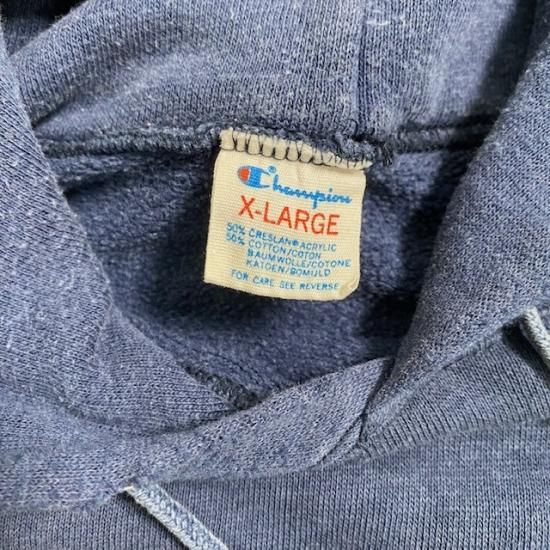 Champion
X-LARGE
50% CRESLAN® ACRYLIC
50% COTTON/COTON
BAUMWOLLE/COTONE
KATOEN/BOMULD
FOR CARE SEE REVERSE